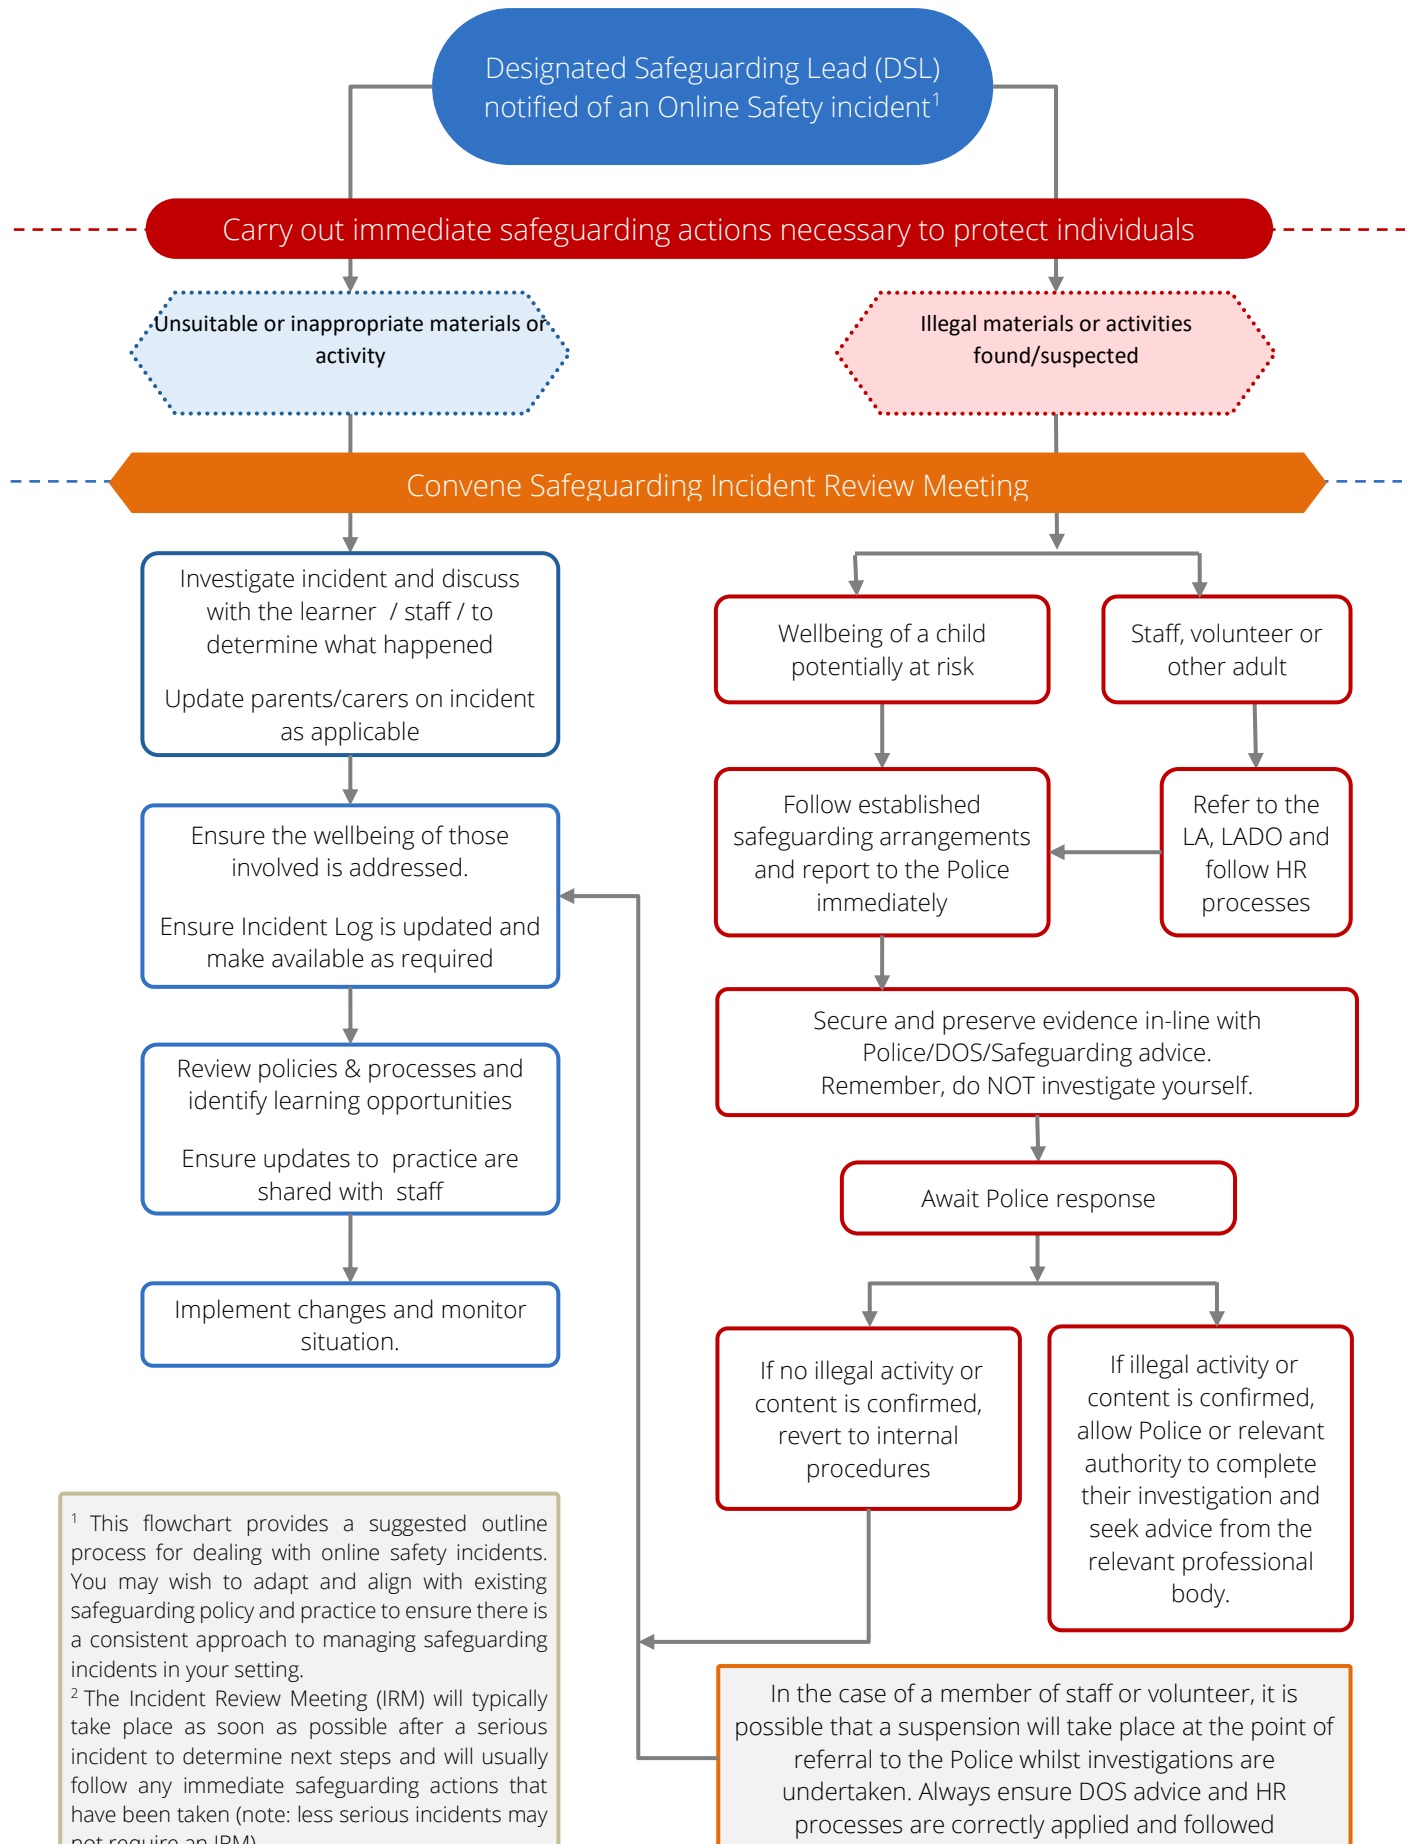 Designated Safeguarding Lead (DSL)
notified of an Online Safety incident1
Carry out immediate safeguarding actions necessary to protect individuals
Unsuitable or inappropriate materials or
activity
Illegal materials or activities
found/suspected
Convene Safeguarding Incident Review Meeting
Investigate incident and discuss
with the learner / staff / to
determine what happened
Update parents/carers on incident
as applicable
Ensure the wellbeing of those
involved is addressed.
Ensure Incident Log is updated and
make available as required
Review policies & processes and
identify learning opportunities
Ensure updates to practice are
shared with staff
Implement changes and monitor
situation.
Wellbeing of a child
potentially at risk
Staff, volunteer or
other adult
Follow established
safeguarding arrangements
and report to the Police
immediately
Refer to the
LA, LADO and
follow HR
processes
Secure and preserve evidence in-line with
Police/DOS/Safeguarding advice.
Remember, do NOT investigate yourself.
Await Police response
If no illegal activity or
content is confirmed,
revert to internal
procedures
If illegal activity or
content is confirmed,
allow Police or relevant
authority to complete
their investigation and
seek advice from the
relevant professional
body.
1 This flowchart provides a suggested outline
process for dealing with online safety incidents.
You may wish to adapt and align with existing
safeguarding policy and practice to ensure there is
a consistent approach to managing safeguarding
incidents in your setting.
2 The Incident Review Meeting (IRM) will typically
take place as soon as possible after a serious
incident to determine next steps and will usually
follow any immediate safeguarding actions that
have been taken (note: less serious incidents may
not require an IRM)
In the case of a member of staff or volunteer, it is
possible that a suspension will take place at the point of
referral to the Police whilst investigations are
undertaken. Always ensure DOS advice and HR
processes are correctly applied and followed